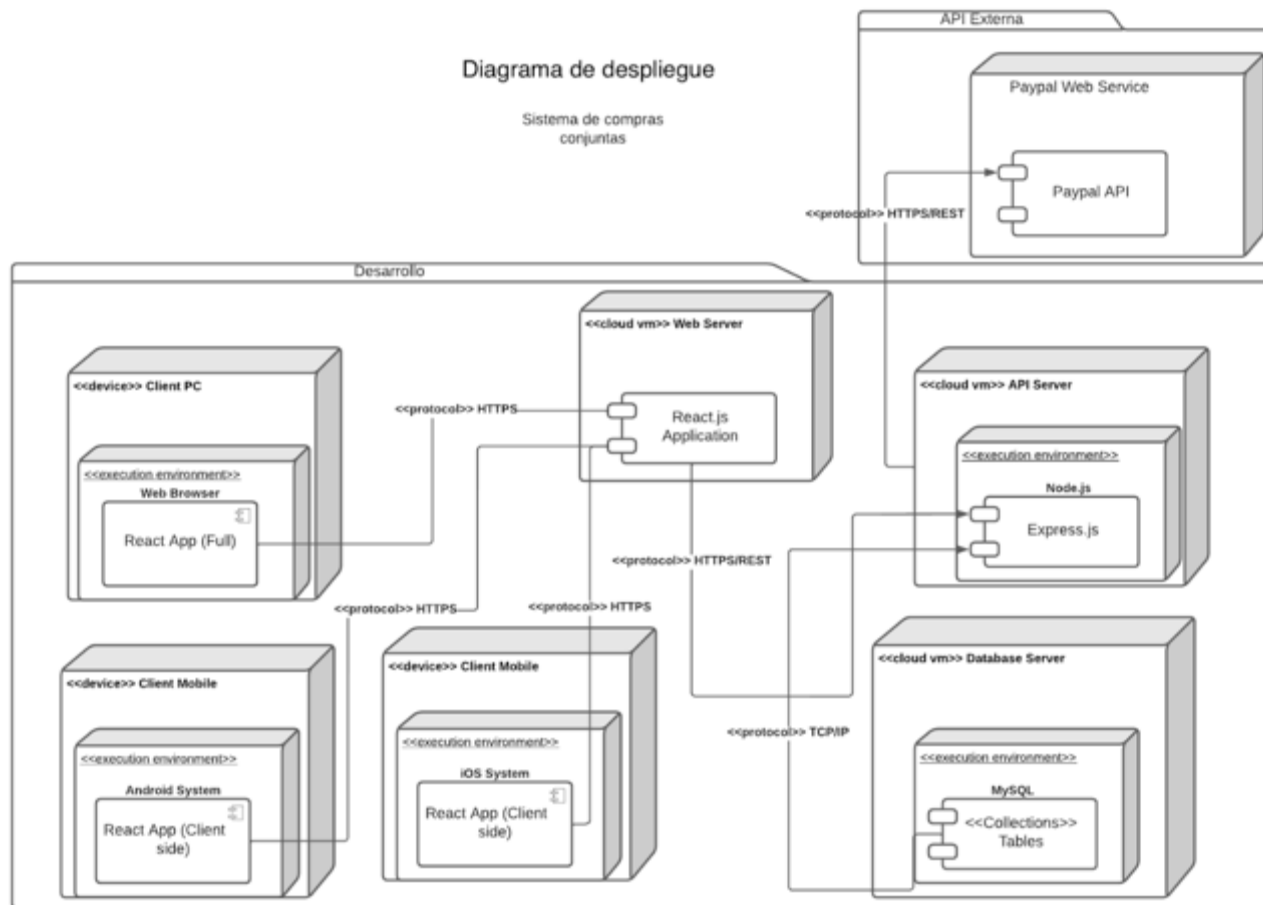 API Externa
Diagrama de despliegue
Sistema de compras
conjuntas
Paypal Web Service
Paypal API
<<protocol>> HTTPS/REST
Desarrollo
<<cloud vm>> Web Server
React.js
Application
<<device>> Client PC
<<execution environment>>
Web Browser
React App (Full)
<<protocol>> HTTPS
<<cloud vm>> API Server
<<execution environment>>
Node.js
Express.js
<<protocol>> HTTPS/REST
<<protocol>> HTTPS
<<protocol>> HTTPS
<<device>> Client Mobile
<<execution environment>>
Android System
React App (Client
side)
<<device>> Client Mobile
<<execution environment>>
iOS System
React App (Client
side)
<<protocol>> TCP/IP
<<cloud vm>> Database Server
<<execution environment>>
MySQL
<<Collections>>
Tables